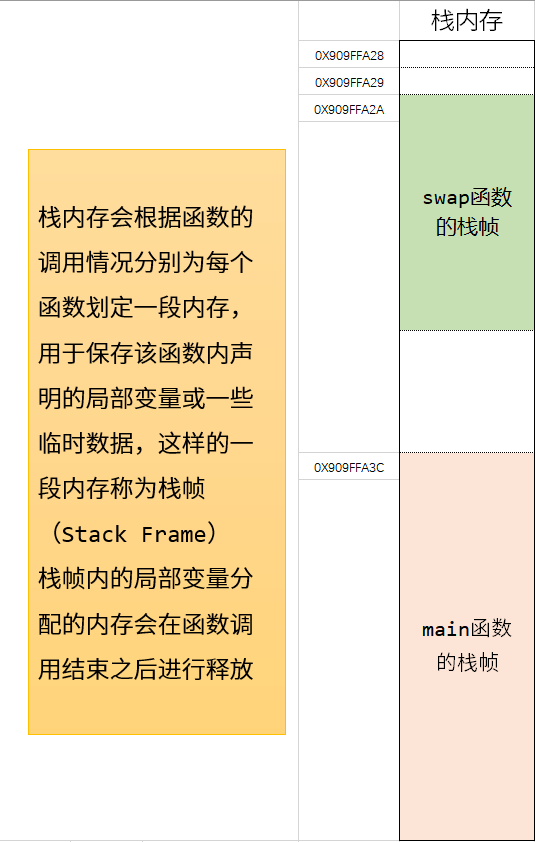 栈内存
0X909FFA28
0X909FFA29
0X909FFA2A
swap函数
的栈帧
栈内存会根据函数的
调用情况分别为每个
函数划定一段内存，
用于保存该函数内声
明的局部变量或一些
临时数据，这样的一
段内存称为栈帧
（Stack Frame）
栈帧内的局部变量分
配的内存会在函数调
用结束之后进行释放
0X909FFA3C
main函数
的栈帧